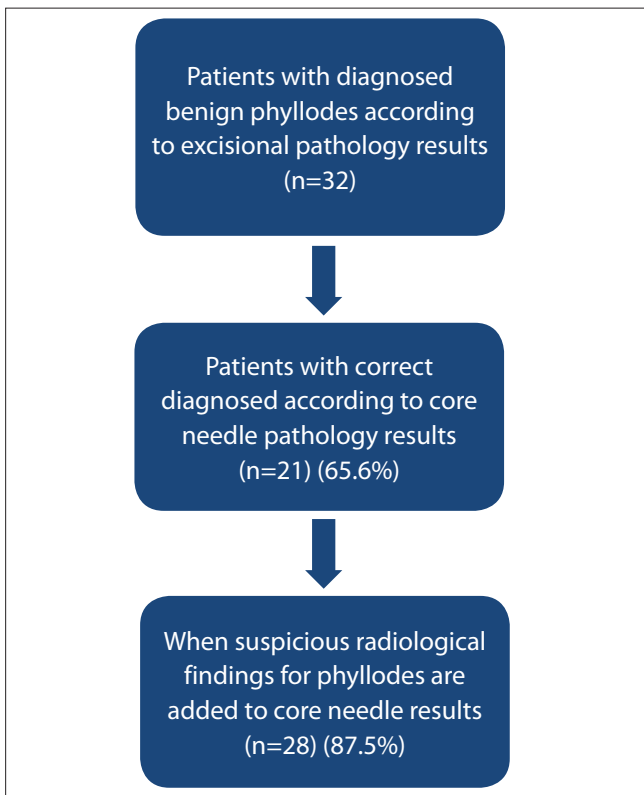 Patients with diagnosed
benign phyllodes according
to excisional pathology results
(n=32)
Patients with correct
diagnosed according to core
needle pathology results
(n=21) (65.6%)
When suspicious radiological
findings for phyllodes are
added to core needle results
(n=28) (87.5%)